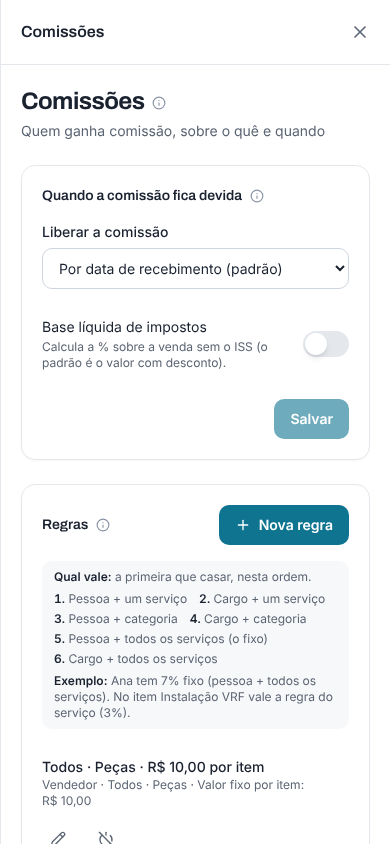 Comissões
Comissões
Quem ganha comissão, sobre o quê e quando
Quando a comissão fica devida
Liberar a comissão
Por data de recebimento (padrão)
Base líquida de impostos
Calcula a % sobre a venda sem o ISS (o
padrão é o valor com desconto).
Salvar
Regras
Nova regra
Qual vale: a primeira que casar, nesta ordem.
1. Pessoa + um serviço 2. Cargo + um serviço
3. Pessoa + categoria 4. Cargo + categoria
5. Pessoa + todos os serviços (o fixo)
6. Cargo + todos os serviços
Exemplo: Ana tem 7% fixo (pessoa + todos os
serviços). No item Instalação VRF vale a regra do
serviço (3%).
Todos · Peças · R$ 10,00 por item
Vendedor · Todos · Peças · Valor fixo por item:
R$ 10,00